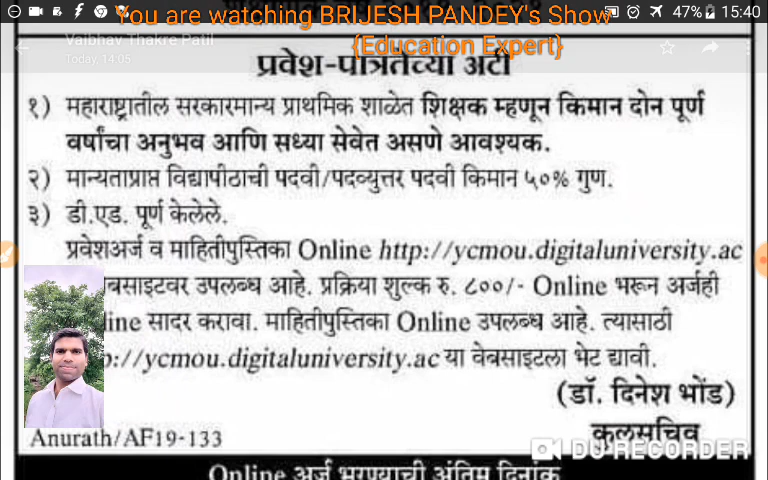 You are watching BRIJESH PANDEY's Show
47% 15:40
Vaibhav Thakre Patil
{Education Expert}
Today, 14:05
प्रवेश-पात्रतेच्या अटी
१) महाराष्ट्रातील सरकारमान्य प्राथमिक शाळेत शिक्षक म्हणून किमान दोन पूर्ण
वर्षांचा अनुभव आणि सध्या सेवेत असणे आवश्यक.
२) मान्यताप्राप्त विद्यापीठाची पदवी/पदव्युत्तर पदवी किमान ५०% गुण.
३) डी.एड. पूर्ण केलेले.
प्रवेशअर्ज व माहितीपुस्तिका Online http://ycmou.digitaluniversity.ac
बसाइटवर उपलब्ध आहे. प्रक्रिया शुल्क रु. ८००/- Online भरून अर्जही
line सादर करावा. माहितीपुस्तिका Online उपलब्ध आहे. त्यासाठी
://ycmou.digitaluniversity.ac या वेबसाइटला भेट द्यावी.
(डॉ. दिनेश भोंड)
Anurath/AF19-133
कुलसचिव
DU RECORDER
Online अर्ज भरण्याची अंतिम दिनांक